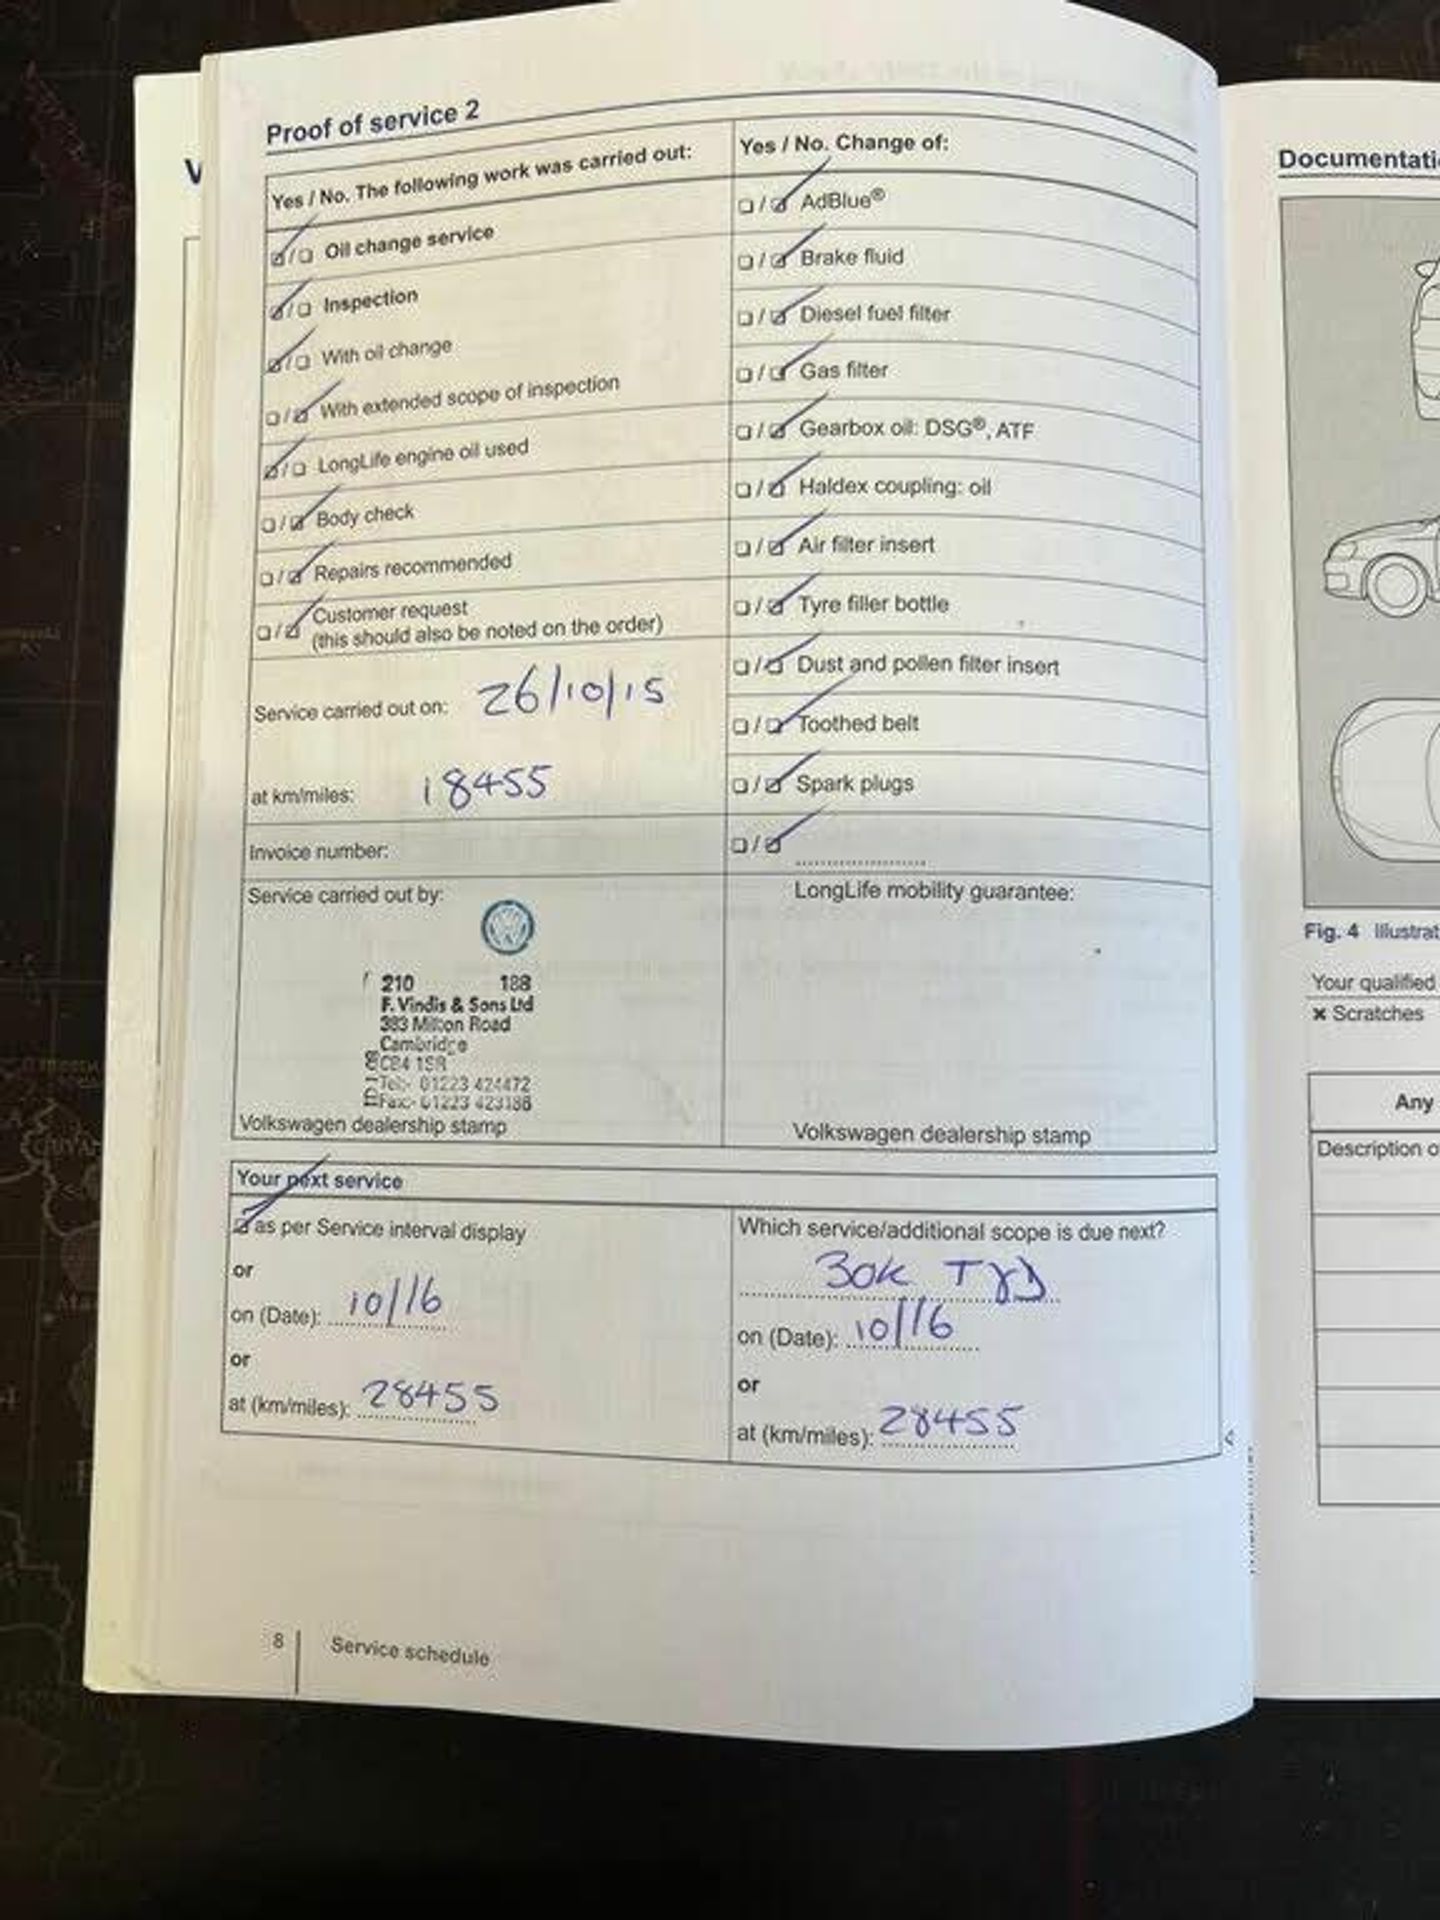 Proof of service 2
Yes / No. The following work was carried out:
Oil change service
Inspection
With oil change
With extended scope of inspection
LongLife engine oil used
Body check
Repairs recommended
Customer request
(this should also be noted on the order)
Service carried out on: 26/10/15
at km/miles: 18455
Invoice number:
Service carried out by:
210 188
F. Vindis & Sons Ltd
383 Milton Road
Cambridge
CB4 1SR
Tel:- 01223 424472
Fax:- 01223 423188
Volkswagen dealership stamp
Yes / No. Change of:
AdBlue®
Brake fluid
Diesel fuel filter
Gas filter
Gearbox oil: DSG®, ATF
Haldex coupling: oil
Air filter insert
Tyre filler bottle
Dust and pollen filter insert
Toothed belt
Spark plugs
LongLife mobility guarantee:
Volkswagen dealership stamp
Your next service
as per Service interval display
or
on (Date): 10/16
or
at (km/miles): 28455
Which service/additional scope is due next?
30K
on (Date): 10/16
or
at (km/miles): 28455
8 Service schedule
Documentati
Fig. 4 Illustrat
Your qualified
× Scratches
Any
Description o